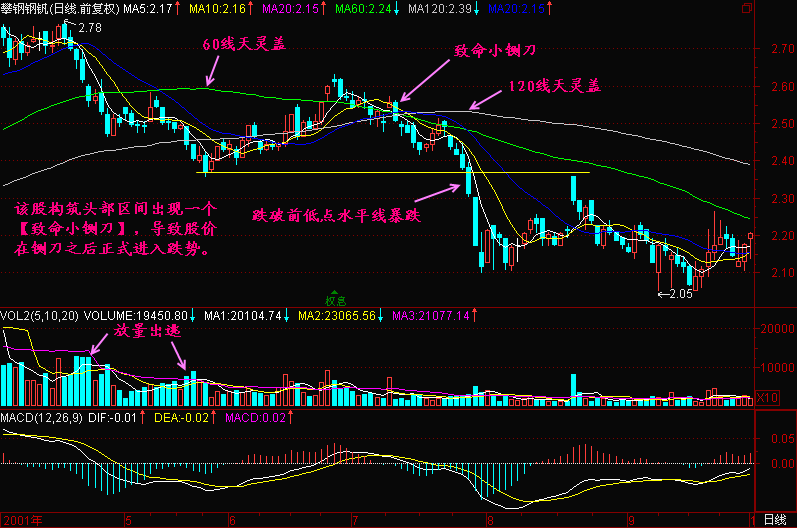 攀钢钢钒(日线.前复权) MA5:2.17↑ MA10:2.16↑ MA20:2.15↑ MA60:2.24↓ MA120:2.39↓ MA20:2.15↑
2.78
60线天灵盖
致命小铡刀
120线天灵盖
2.70
2.60
2.50
2.40
2.30
2.20
2.10
该股构筑头部区间出现一个
【致命小铡刀】，导致股价
在铡刀之后正式进入跌势。
跌破前低点水平线暴跌
←2.05
权息
VOL2(5,10,20) VOLUME:19450.80↓ MA1:20104.74↓ MA2:23065.56↓ MA3:21077.14↑
放量出逃
20000
10000
X10
MACD(12,26,9) DIF:-0.01↑ DEA:-0.02↑ MACD:0.02↑
0.05
0.00
2001年 5 6 7 8 9 1 日线